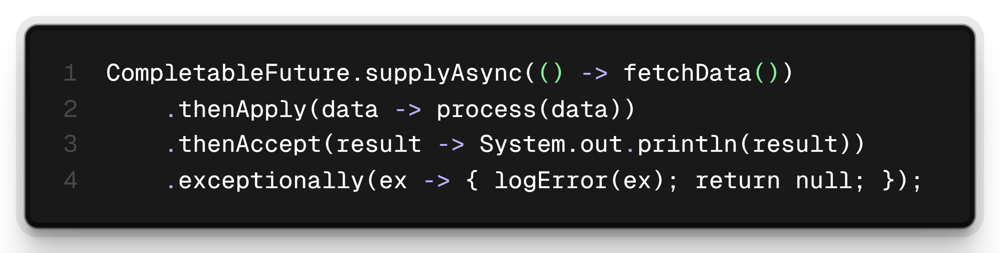 1 CompletableFuture.supplyAsync(() -> fetchData())
2     .thenApply(data -> process(data))
3     .thenAccept(result -> System.out.println(result))
4     .exceptionally(ex -> { logError(ex); return null; });